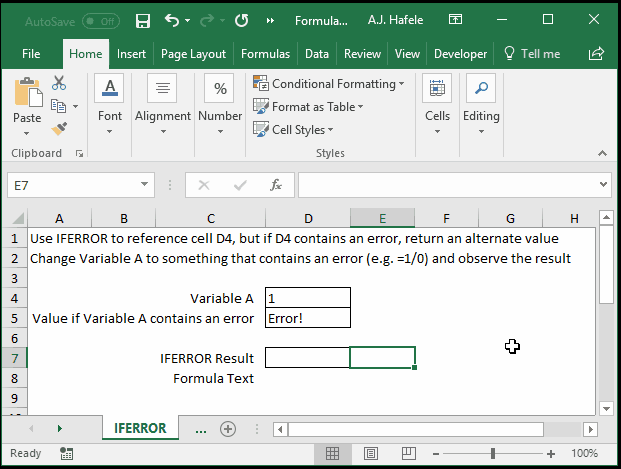 AutoSave Off Formula... A.J. Hafele
File Home Insert Page Layout Formulas Data Review View Developer Tell me
Paste Font Alignment % Number Conditional Formatting Format as Table Cell Styles Cells Editing
Clipboard Styles
E7 fx
A B C D E F G H
1 Use IFERROR to reference cell D4, but if D4 contains an error, return an alternate value
2 Change Variable A to something that contains an error (e.g. =1/0) and observe the result
3
4 Variable A 1
5 Value if Variable A contains an error Error!
6
7 IFERROR Result
8 Formula Text
9
IFERROR ...
Ready 100%